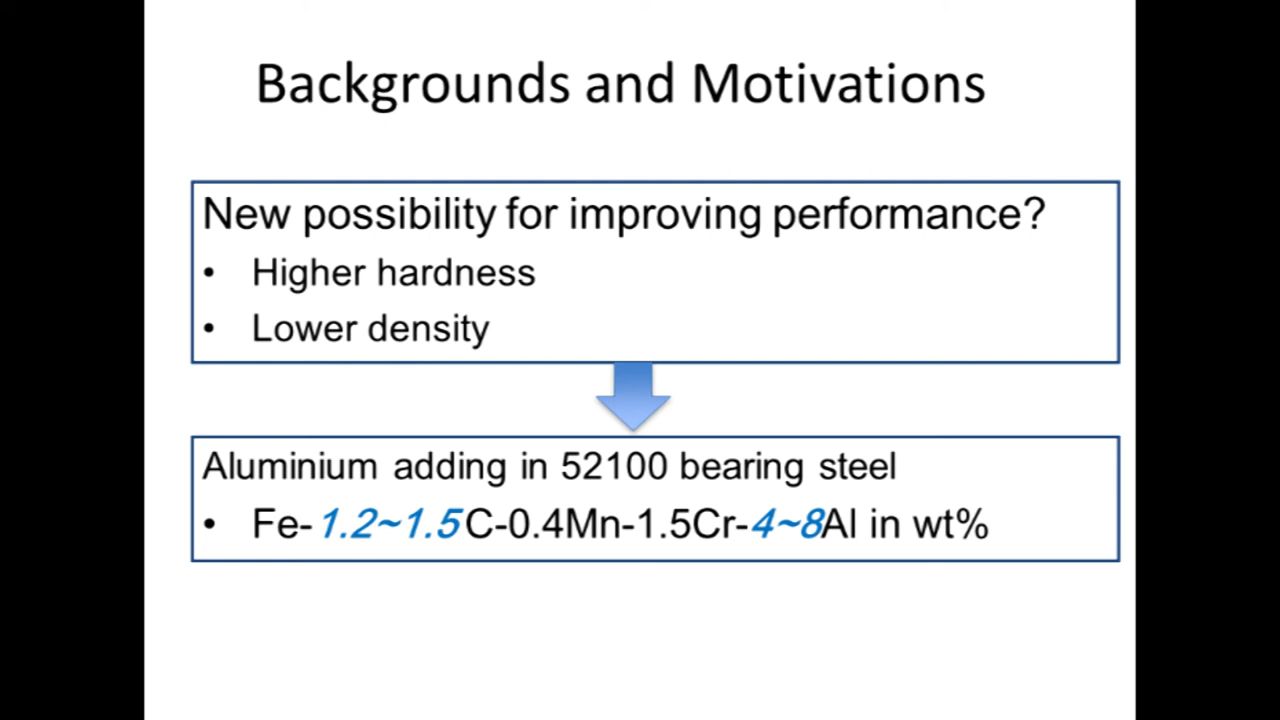 Backgrounds and Motivations
New possibility for improving performance?
• Higher hardness
• Lower density
Aluminium adding in 52100 bearing steel
• Fe-1.2~1.5C-0.4Mn-1.5Cr-4~8Al in wt%